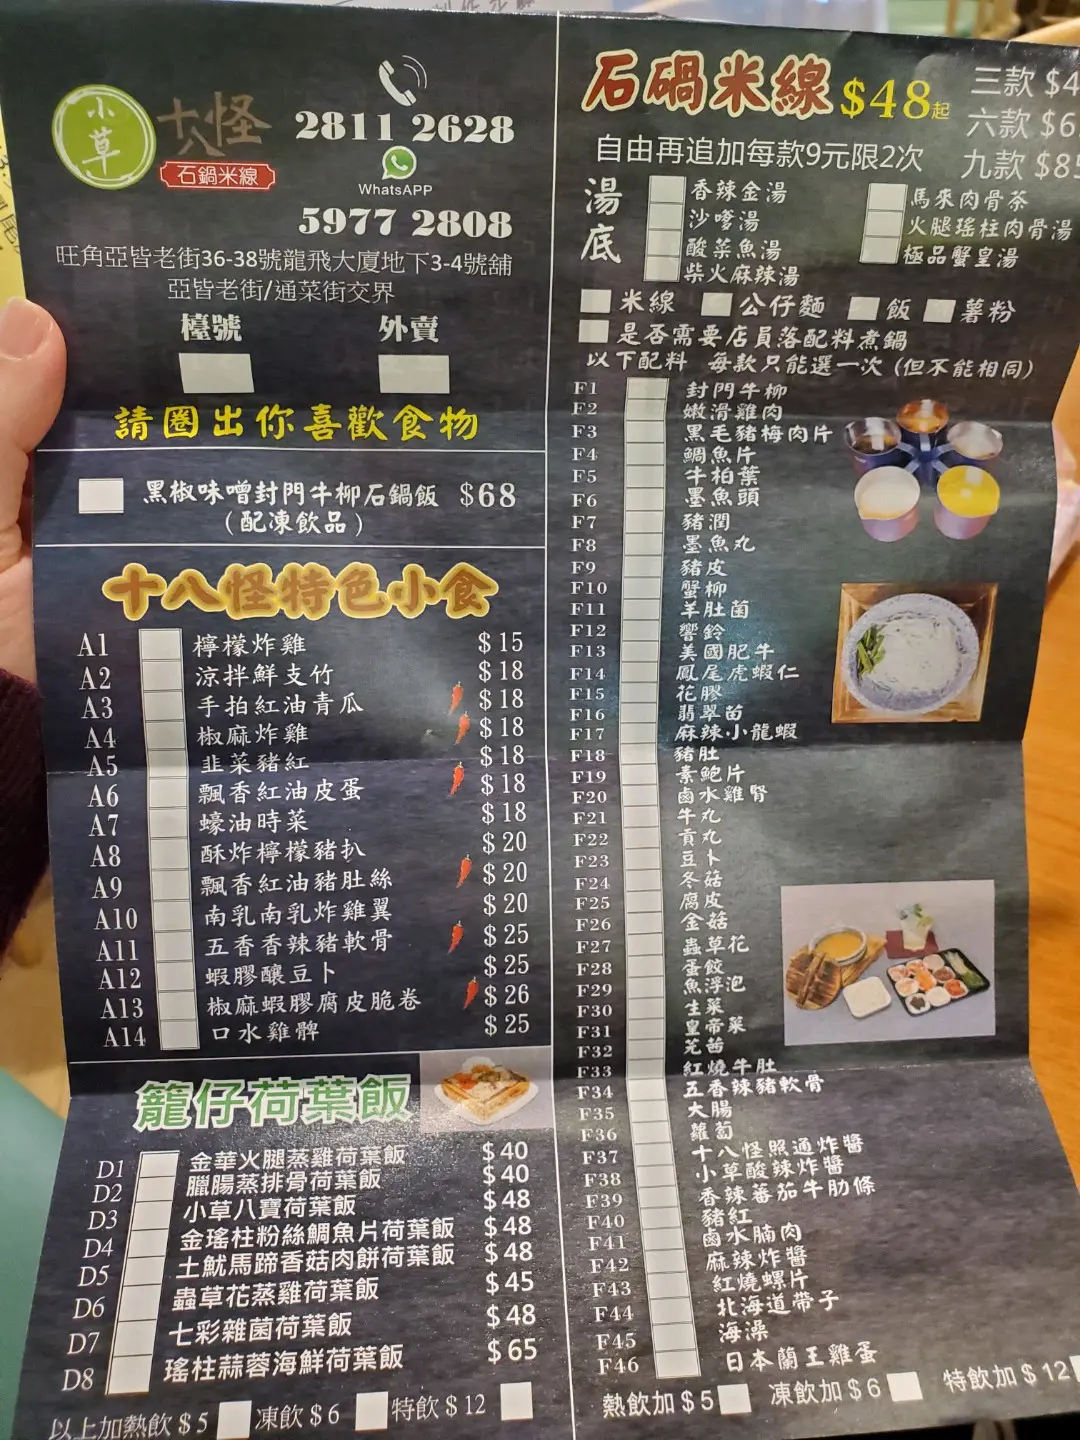 小草
十八怪
石鍋米線
2811 2628
WhatsAPP
5977 2808
旺角亞皆老街36-38號龍飛大廈地下3-4號舖
亞皆老街/通菜街交界
檯號
外賣
請圈出你喜歡食物
黑椒味噌封門牛柳石鍋飯 $68
(配凍飲品)
十八怪特色小食
A1 檸檬炸雞 $15
A2 涼拌鮮支竹 $18
A3 手拍紅油青瓜 $18
A4 椒麻炸雞 $18
A5 韭菜豬紅 $18
A6 飄香紅油皮蛋 $18
A7 蠔油時菜 $18
A8 酥炸檸檬豬扒 $20
A9 飄香紅油豬肚絲 $20
A10 南乳南乳炸雞翼 $20
A11 五香香辣豬軟骨 $25
A12 蝦膠釀豆卜 $25
A13 椒麻蝦膠腐皮脆卷 $26
A14 口水雞髀 $25
籠仔荷葉飯
D1 金華火腿蒸雞荷葉飯 $40
D2 臘腸蒸排骨荷葉飯 $40
D3 小草八寶荷葉飯 $48
D4 金瑤柱粉絲鯛魚片荷葉飯 $48
D5 土魷馬蹄香菇肉餅荷葉飯 $48
D6 蟲草花蒸雞荷葉飯 $45
D7 七彩雜菌荷葉飯 $48
D8 瑤柱蒜蓉海鮮荷葉飯 $65
以上加熱飲 $5 凍飲 $6 特飲 $12
石鍋米線 $48起
三款 $4
六款 $6
九款 $8
自由再追加每款9元限2次
湯底
香辣金湯
沙嗲湯
酸菜魚湯
柴火麻辣湯
馬來肉骨茶
火腿瑤柱肉骨湯
極品蟹皇湯
米線 公仔麵 飯 薯粉
是否需要店員落配料煮鍋
以下配料 每款只能選一次 (但不能相同)
F1 封門牛柳
F2 嫩滑雞肉
F3 黑毛豬梅肉片
F4 鯛魚片
F5 牛柏葉
F6 墨魚頭
F7 豬潤
F8 墨魚丸
F9 豬皮
F10 蟹柳
F11 羊肚菌
F12 響鈴
F13 美國肥牛
F14 鳳尾虎蝦仁
F15 花膠
F16 翡翠苗
F17 麻辣小龍蝦
F18 豬肚
F19 素鮑片
F20 鹵水雞腎
F21 牛丸
F22 貢丸
F23 豆卜
F24 冬菇
F25 腐皮
F26 金菇
F27 蟲草花
F28 蛋餃
F29 魚浮泡
F30 生菜
F31 皇帝菜
F32 芫茜
F33 紅燒牛肚
F34 五香辣豬軟骨
F35 大腸
F36 蘿蔔
F37 十八怪照通炸醬
F38 小草酸辣炸醬
F39 香辣蕃茄牛肋條
F40 豬紅
F41 鹵水腩肉
F42 麻辣炸醬
F43 紅燒螺片
F44 北海道帶子
F45 海澡
F46 日本蘭王雞蛋
熱飲加 $5 凍飲加 $6 特飲加 $12